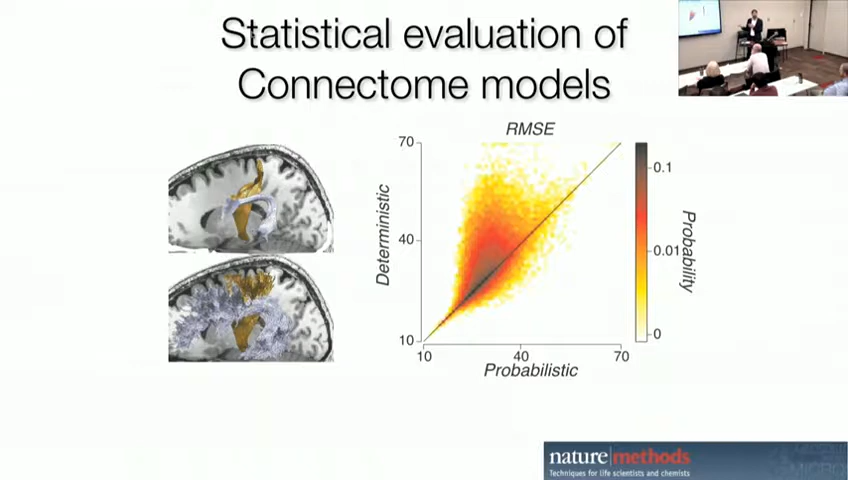 Statistical evaluation of
Connectome models
RMSE
70
40
10
Deterministic
10 40 70
Probabilistic
0.1
0.01
0
Probability
nature|methods
Techniques for life scientists and chemists